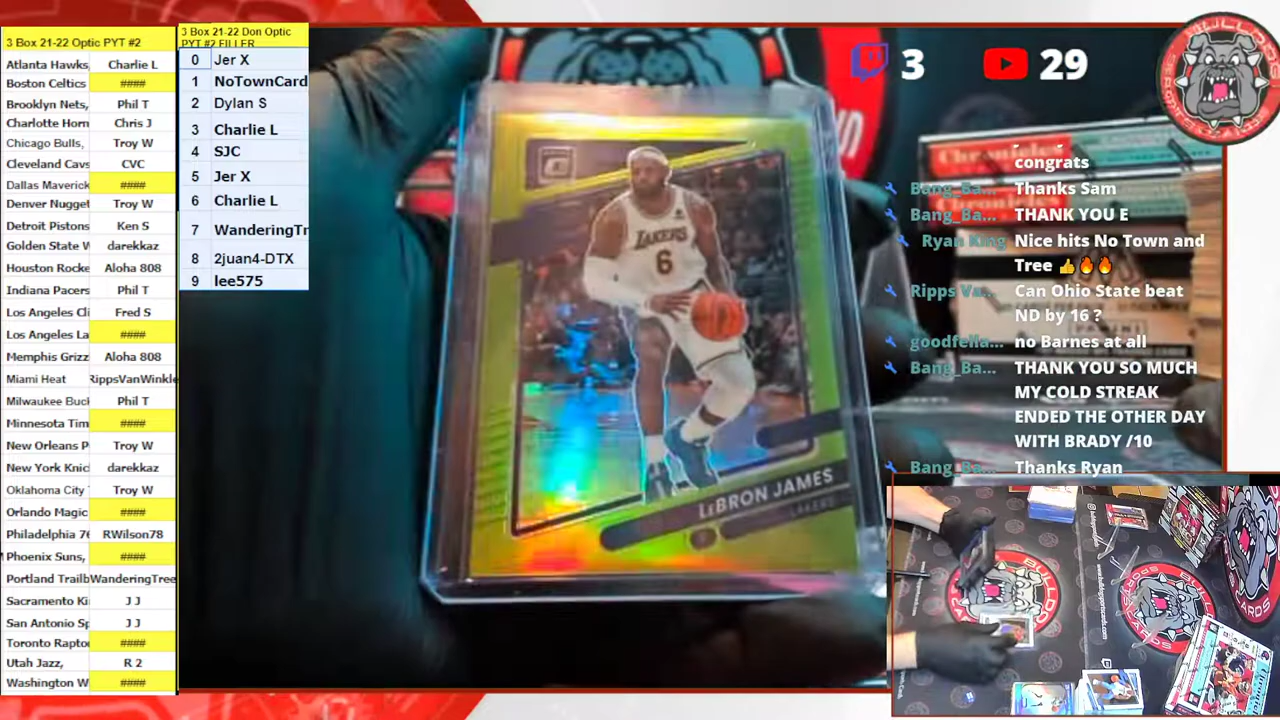 3 Box 21-22 Optic PYT #2
Atlanta Hawks, Charlie L
Boston Celtics ####
Brooklyn Nets, Phil T
Charlotte Horn Chris J
Chicago Bulls, Troy W
Cleveland Cavs CVC
Dallas Maverick ####
Denver Nugget Troy W
Detroit Pistons Ken S
Golden State W darekkaz
Houston Rocke Aloha 808
Indiana Pacers Phil T
Los Angeles Cli Fred S
Los Angeles La ####
Memphis Grizz Aloha 808
Miami Heat RippsVanWinkle
Milwaukee Buc Phil T
Minnesota Tim ####
New Orleans P Troy W
New York Knic darekkaz
Oklahoma City Troy W
Orlando Magic ####
Philadelphia 76 RWilson78
Phoenix Suns, ####
Portland Trailb WanderingTree
Sacramento Ki J J
San Antonio Sp J J
Toronto Rapto ####
Utah Jazz, R 2
Washington W ####
3 Box 21-22 Don Optic
PYT #2 FILLER
0 Jer X
1 NoTownCard
2 Dylan S
3 Charlie L
4 SJC
5 Jer X
6 Charlie L
7 WanderingTr
8 2juan4-DTX
9 lee575
LAKERS
6
LEBRON JAMES
LAKERS
3
29
Chronicles
PANINI
congrats
Bang_Ba... Thanks Sam
Bang_Ba... THANK YOU E
Ryan King Nice hits No Town and
Tree 👍🔥🔥
Ripps Va... Can Ohio State beat
ND by 16 ?
goodfella... no Barnes at all
Bang_Ba... THANK YOU SO MUCH
MY COLD STREAK
ENDED THE OTHER DAY
WITH BRADY /10
Bang_Ba... Thanks Ryan
BULLDOG
CARDS